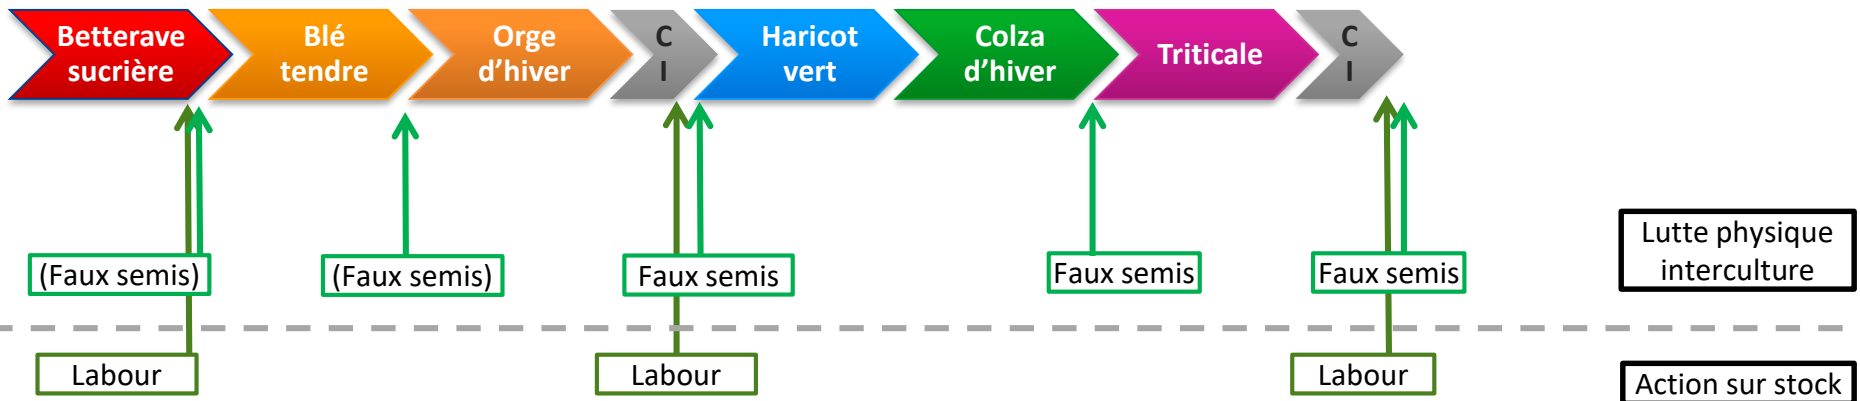 Betterave
sucrière
Blé
tendre
Orge
d’hiver
C
I
Haricot
vert
Colza
d’hiver
Triticale
C
I
(Faux semis)
(Faux semis)
Faux semis
Faux semis
Faux semis
Lutte physique
interculture
Labour
Labour
Labour
Action sur stock